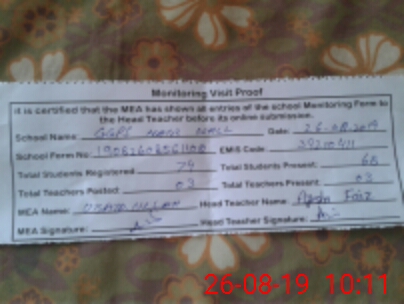 Monitoring Visit Proof
It is certified that the MEA has shown all entries of the school Monitoring Form to
the Head Teacher before its online submission.
School Name: GGPS Date: 26-08-2019
School Form No: EMIS Code:
Total Students Registered Total Students Present: 68
Total Teachers Posted: 03 Total Teachers Present: 03
MEA Name: Head Teacher Name: Faiz
MEA Signature: Head Teacher Signature:
26-08-19 10:11